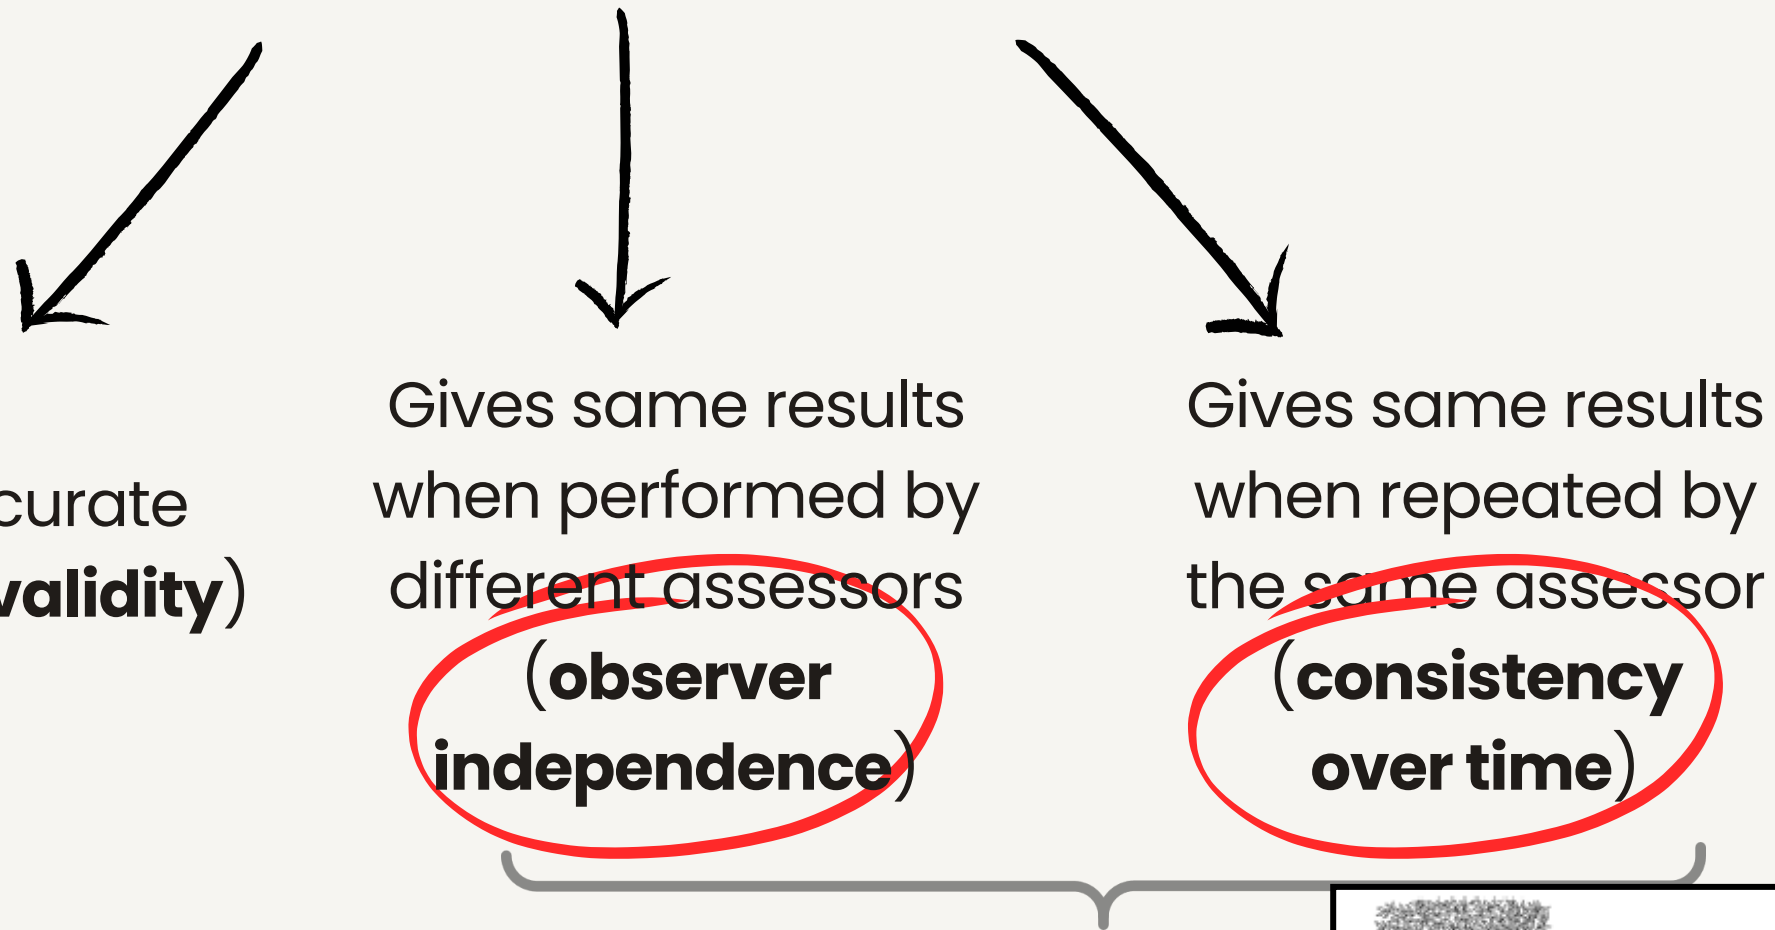 curate
validity)
Gives same results
when performed by
different assessors
(observer
independence)
Gives same results
when repeated by
the same assessor
(consistency
over time)